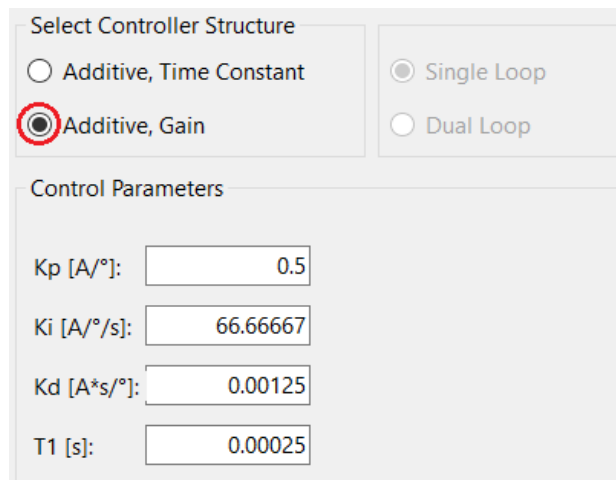 Select Controller Structure
Additive, Time Constant
Additive, Gain
Single Loop
Dual Loop
Control Parameters
Kp [A/°]: 0.5
Ki [A/°/s]: 66.66667
Kd [A*s/°]: 0.00125
T1 [s]: 0.00025